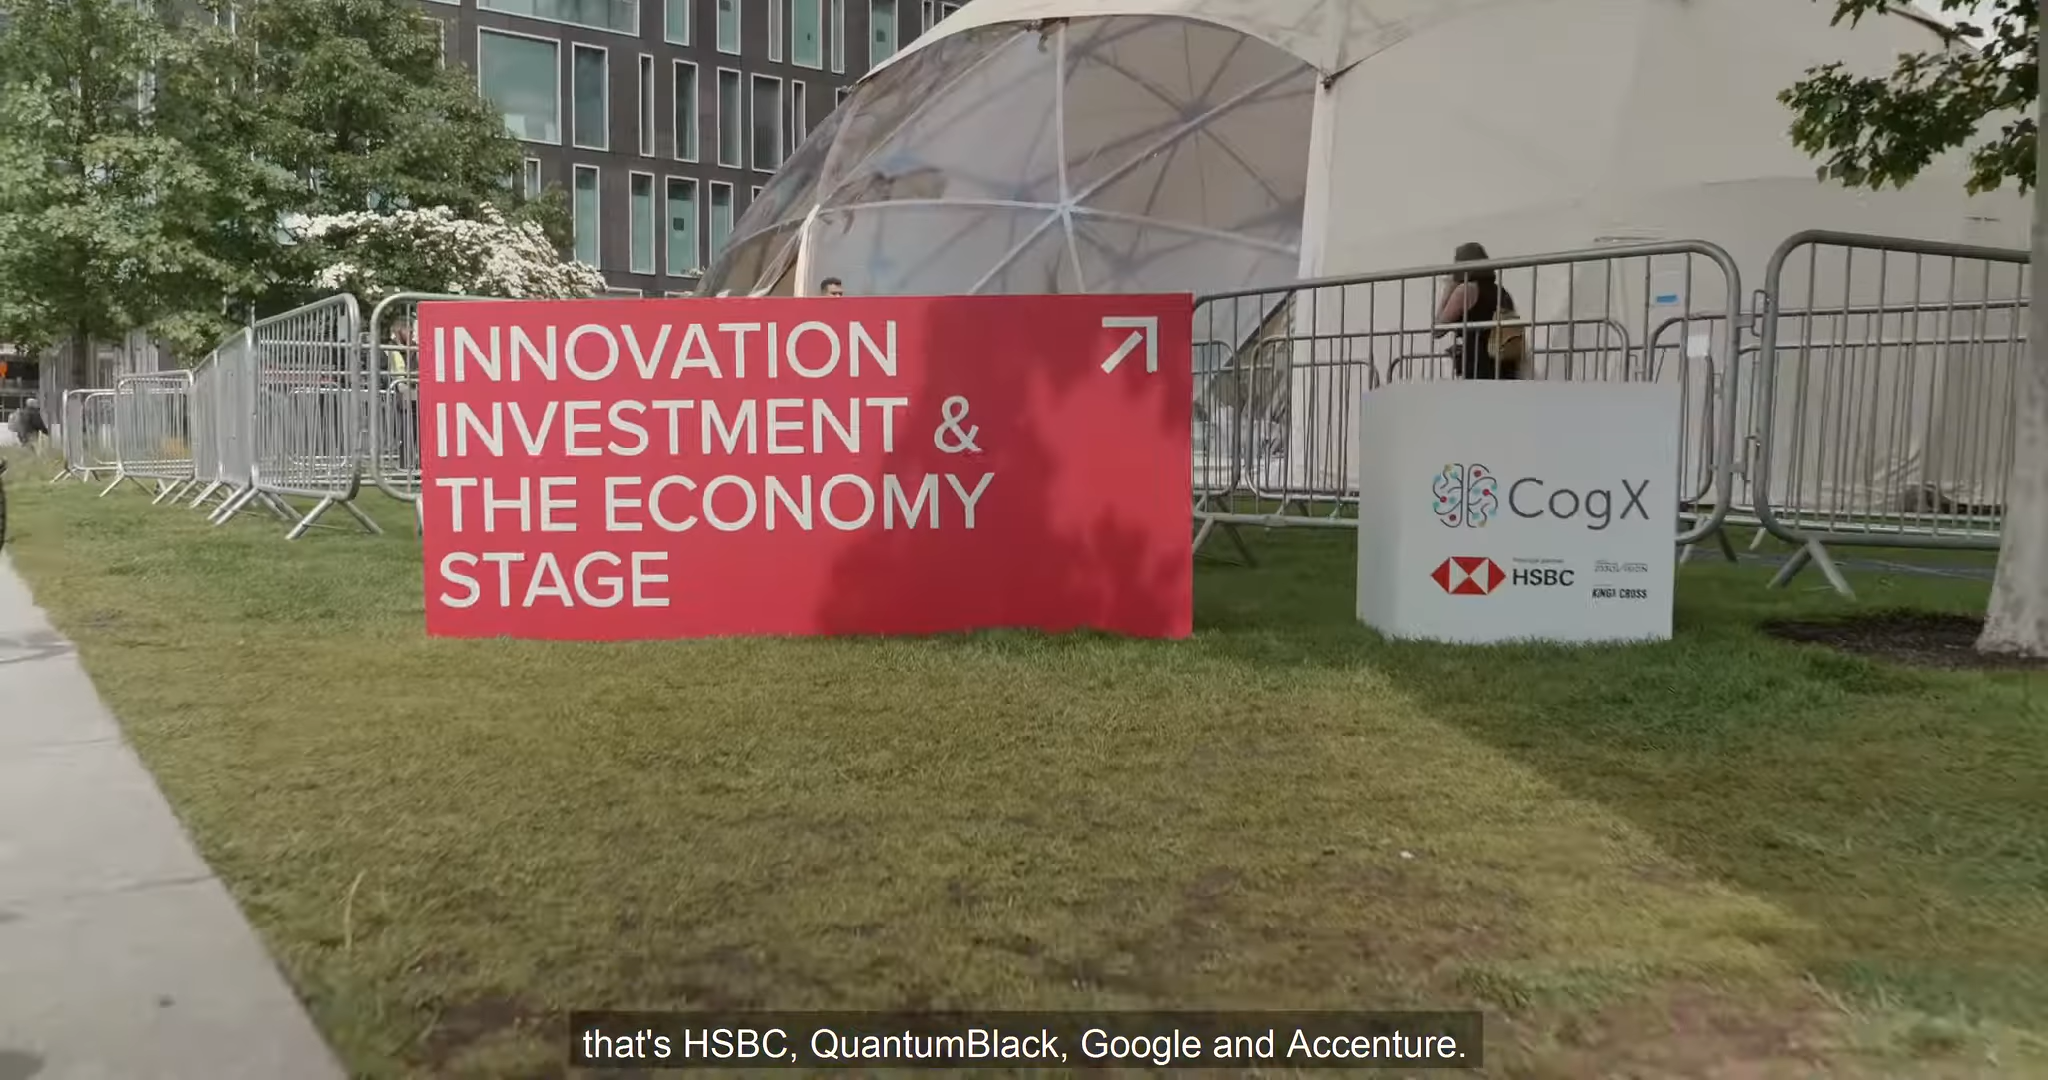 INNOVATION
INVESTMENT &
THE ECONOMY
STAGE
CogX
HSBC
KINGS CROSS
that's HSBC, QuantumBlack, Google and Accenture.